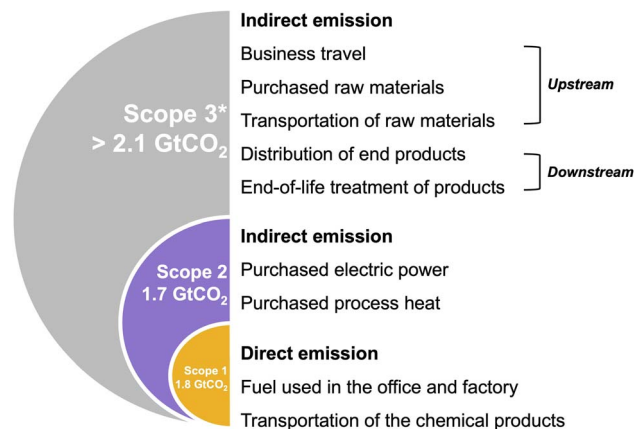 Indirect emission
Business travel
Purchased raw materials
Upstream
Scope 3*
> 2.1 GtCO₂
Transportation of raw materials
Distribution of end products
Downstream
End-of-life treatment of products
Indirect emission
Scope 2
1.7 GtCO₂
Purchased electric power
Purchased process heat
Direct emission
Scope 1
1.8 GtCO₂
Fuel used in the office and factory
Transportation of the chemical products